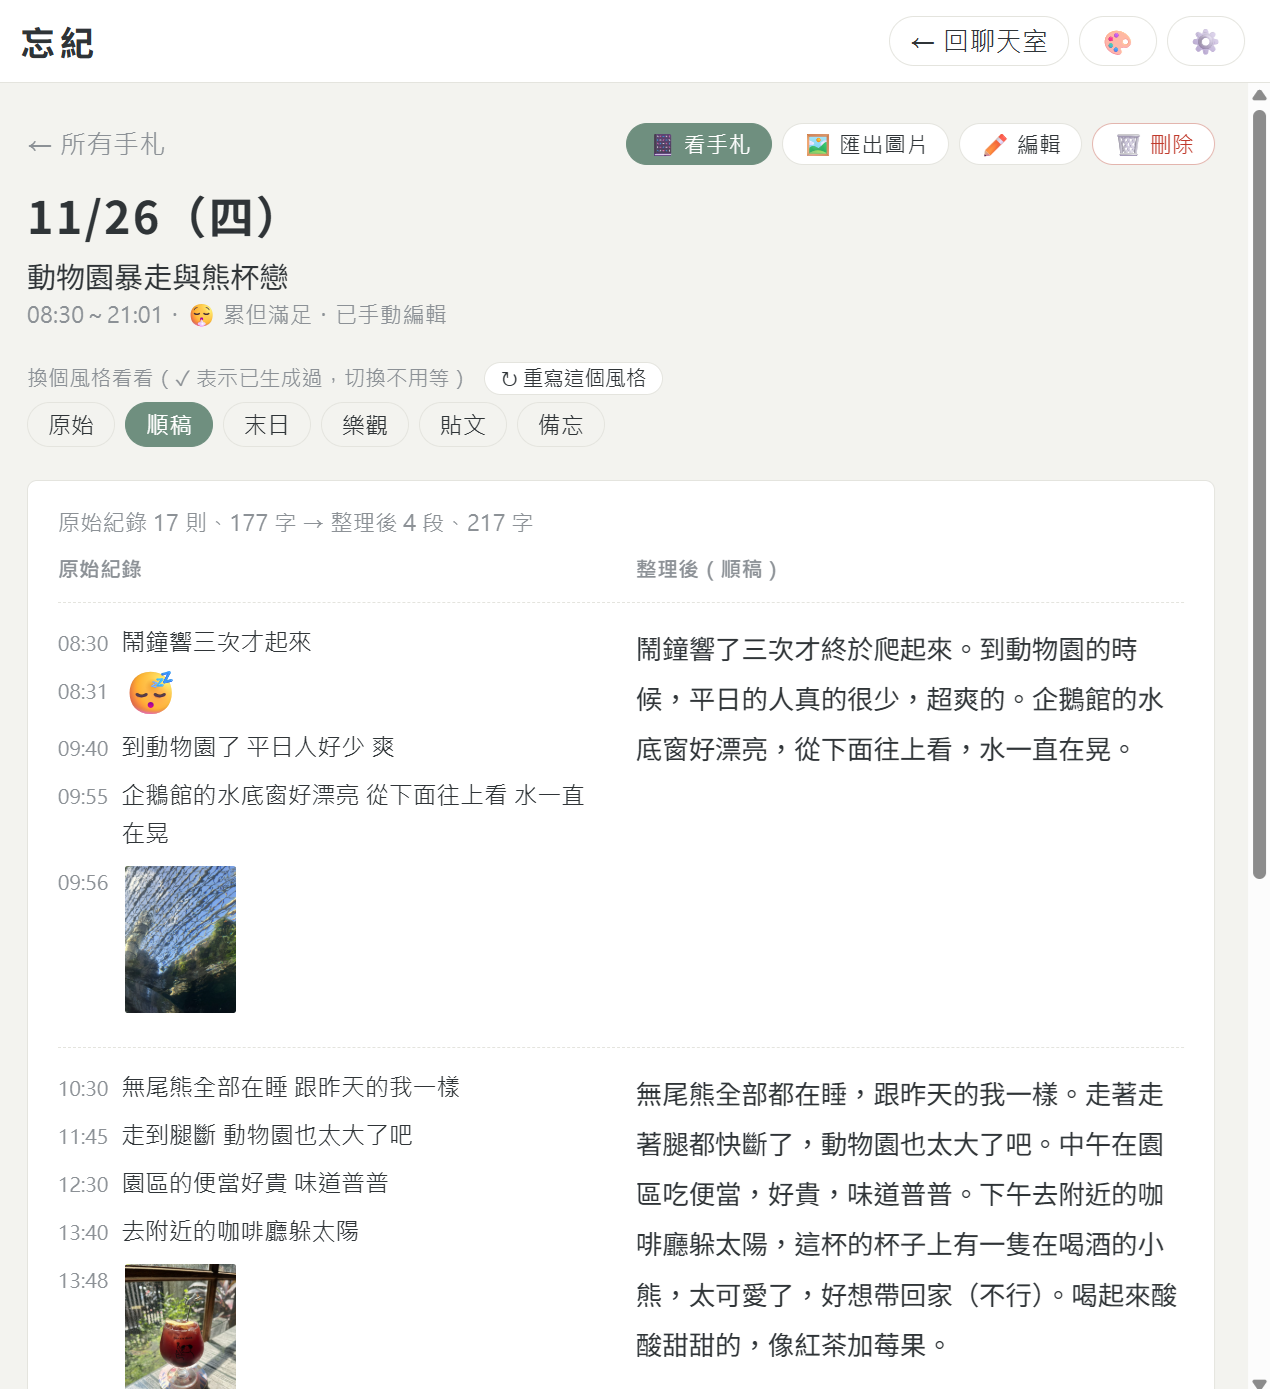 忘紀
← 回聊天室
← 所有手札
看手札
匯出圖片
編輯
刪除
11/26（四）
動物園暴走與熊杯戀
08:30 ~ 21:01 · 😌 累但滿足 · 已手動編輯
換個風格看看（✓ 表示已生成過，切換不用等）
↻ 重寫這個風格
原始
順稿
末日
樂觀
貼文
備忘
原始紀錄 17 則、177 字 → 整理後 4 段、217 字
原始紀錄
整理後（順稿）
08:30 鬧鐘響三次才起來
08:31 😴
09:40 到動物園了 平日人好少 爽
09:55 企鵝館的水底窗好漂亮 從下面往上看 水一直
在晃
09:56
鬧鐘響了三次才終於爬起來。到動物園的時
候，平日的人真的很少，超爽的。企鵝館的水
底窗好漂亮，從下面往上看，水一直在晃。
10:30 無尾熊全部在睡 跟昨天的我一樣
11:45 走到腿斷 動物園也太大了吧
12:30 園區的便當好貴 味道普普
13:40 去附近的咖啡廳躲太陽
13:48
無尾熊全部都在睡，跟昨天的我一樣。走著走
著腿都快斷了，動物園也太大了吧。中午在園
區吃便當，好貴，味道普普。下午去附近的咖
啡廳躲太陽，這杯的杯子上有一隻在喝酒的小
熊，太可愛了，好想帶回家（不行）。喝起來酸
酸甜甜的，像紅茶加莓果。